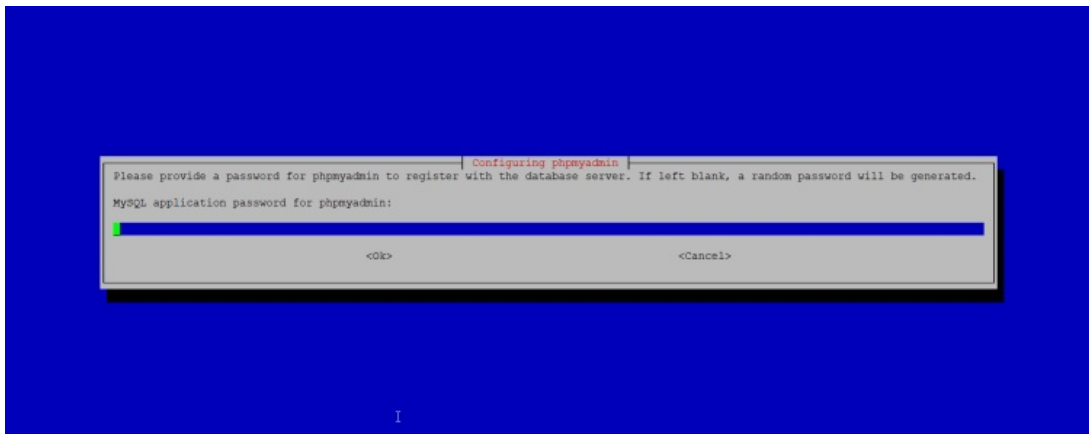 Configuring phpmyadmin
Please provide a password for phpmyadmin to register with the database server. If left blank, a random password will be generated.
MySQL application password for phpmyadmin:
<Ok> <Cancel>